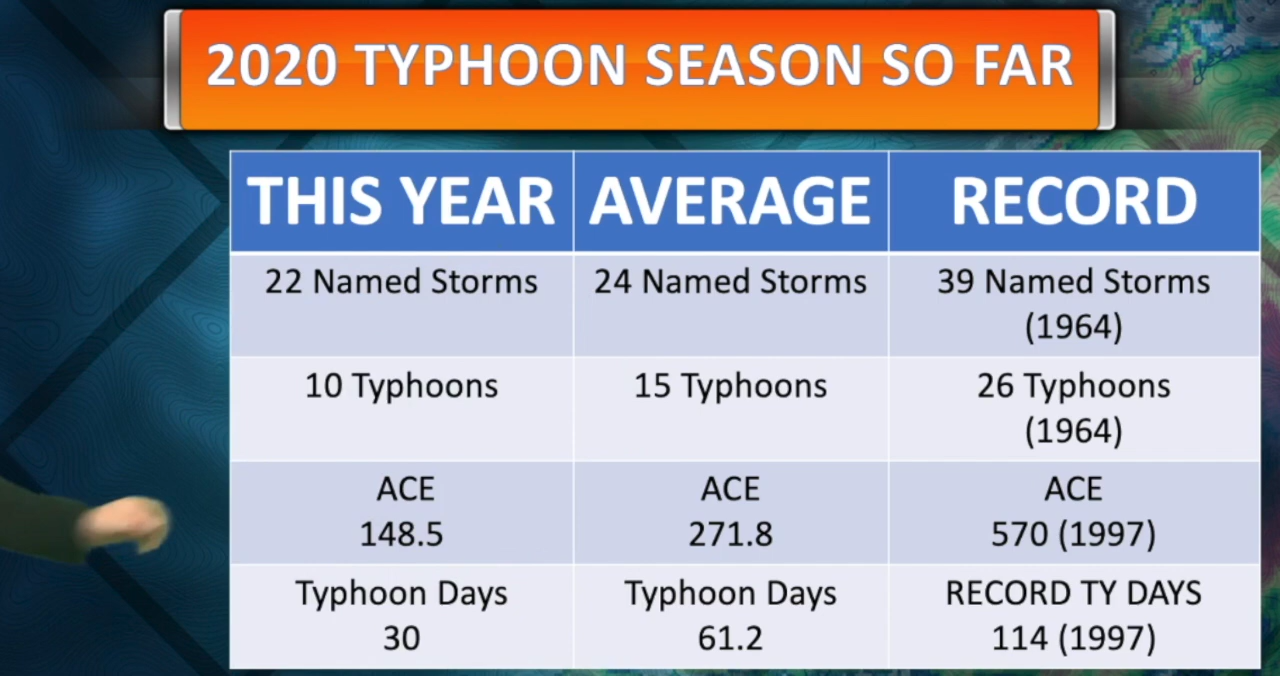 2020 TYPHOON SEASON SO FAR
THIS YEAR AVERAGE RECORD
22 Named Storms 24 Named Storms 39 Named Storms
(1964)
10 Typhoons 15 Typhoons 26 Typhoons
(1964)
ACE ACE ACE
148.5 271.8 570 (1997)
Typhoon Days Typhoon Days RECORD TY DAYS
30 61.2 114 (1997)